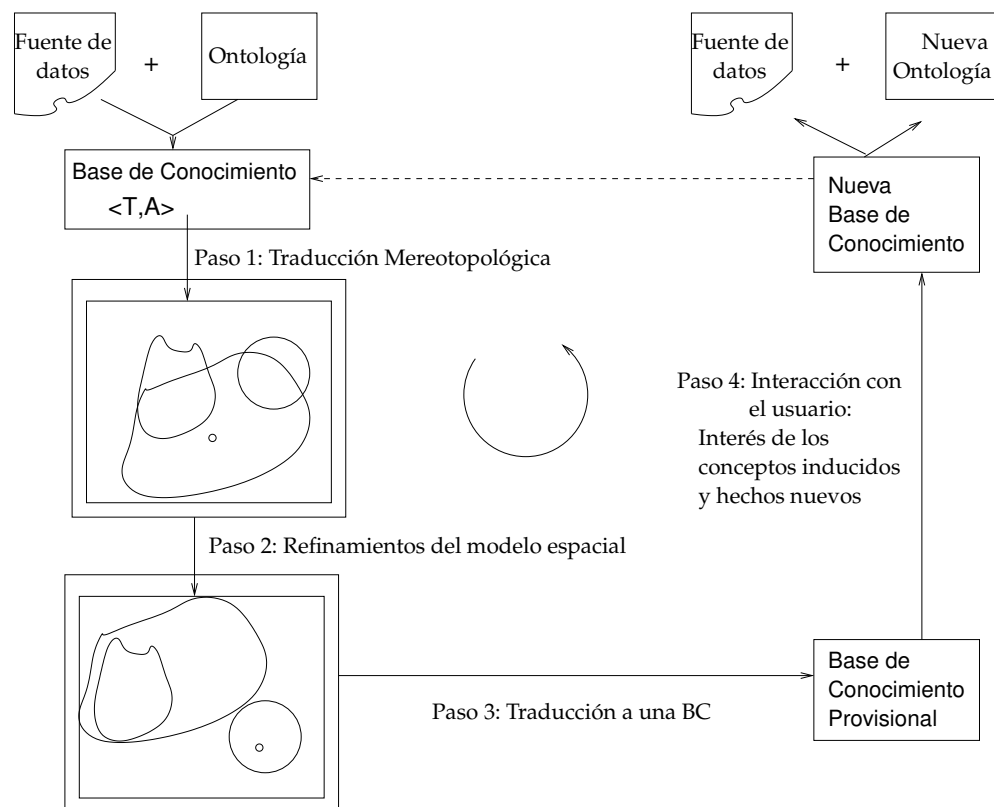 Fuente de
datos
+
Ontología
Fuente de
datos
+
Nueva
Ontología
Base de Conocimiento
<T,A>
Nueva
Base de
Conocimiento
Paso 1: Traducción Mereotopológica
Paso 4: Interacción con
el usuario:
Interés de los
conceptos inducidos
y hechos nuevos
Paso 2: Refinamientos del modelo espacial
Paso 3: Traducción a una BC
Base de
Conocimiento
Provisional